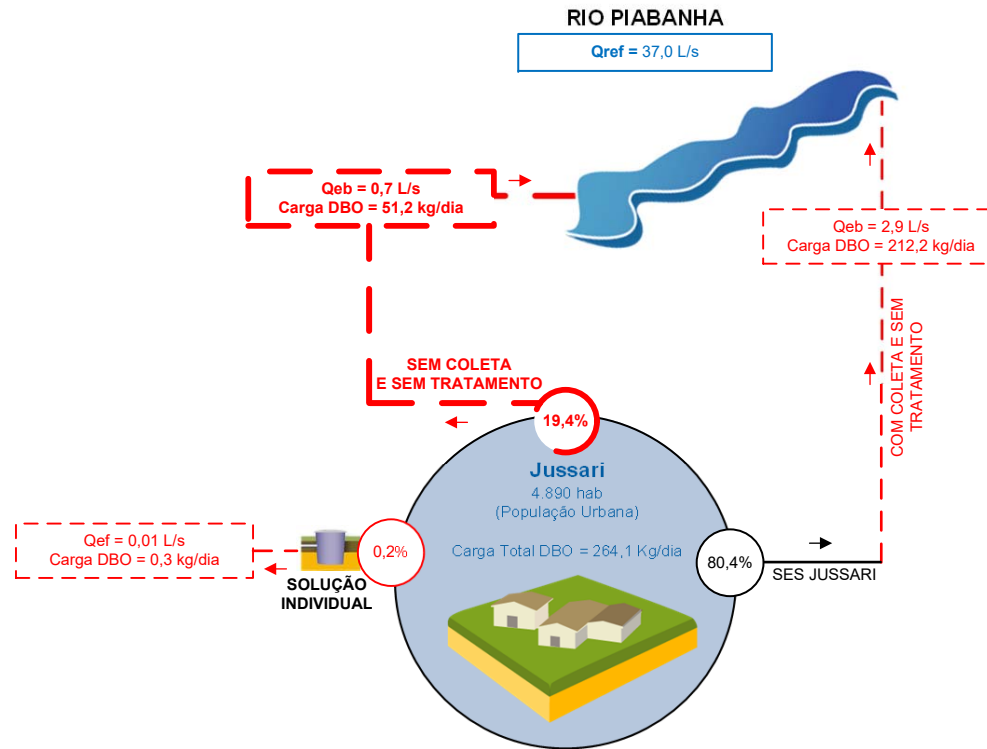 RIO PIABANHA
Qref = 37,0 L/s
Qeb = 0,7 L/s
Carga DBO = 51,2 kg/dia
Qeb = 2,9 L/s
Carga DBO = 212,2 kg/dia
COM COLETA E SEM
TRATAMENTO
SEM COLETA
E SEM TRATAMENTO
19,4%
Jussari
4.890 hab
(População Urbana)
Carga Total DBO = 264,1 Kg/dia
Qef = 0,01 L/s
Carga DBO = 0,3 kg/dia
0,2%
SOLUÇÃO
INDIVIDUAL
80,4%
SES JUSSARI